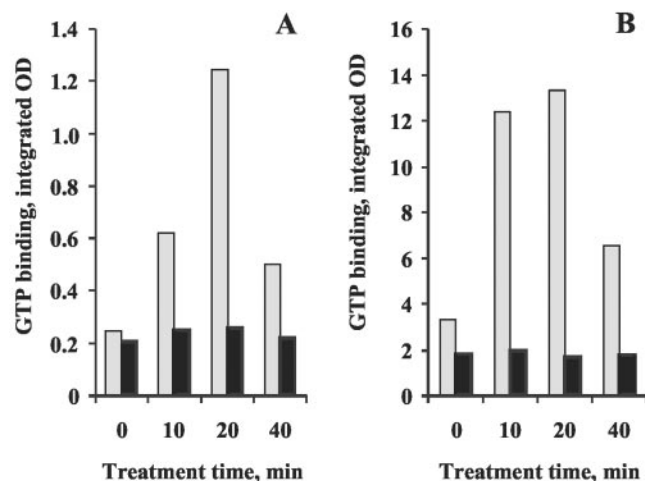 A
GTP binding, integrated OD
1.4
1.2
1.0
0.8
0.6
0.4
0.2
0
0 10 20 40
Treatment time, min
B
GTP binding, integrated OD
16
14
12
10
8
6
4
2
0
0 10 20 40
Treatment time, min